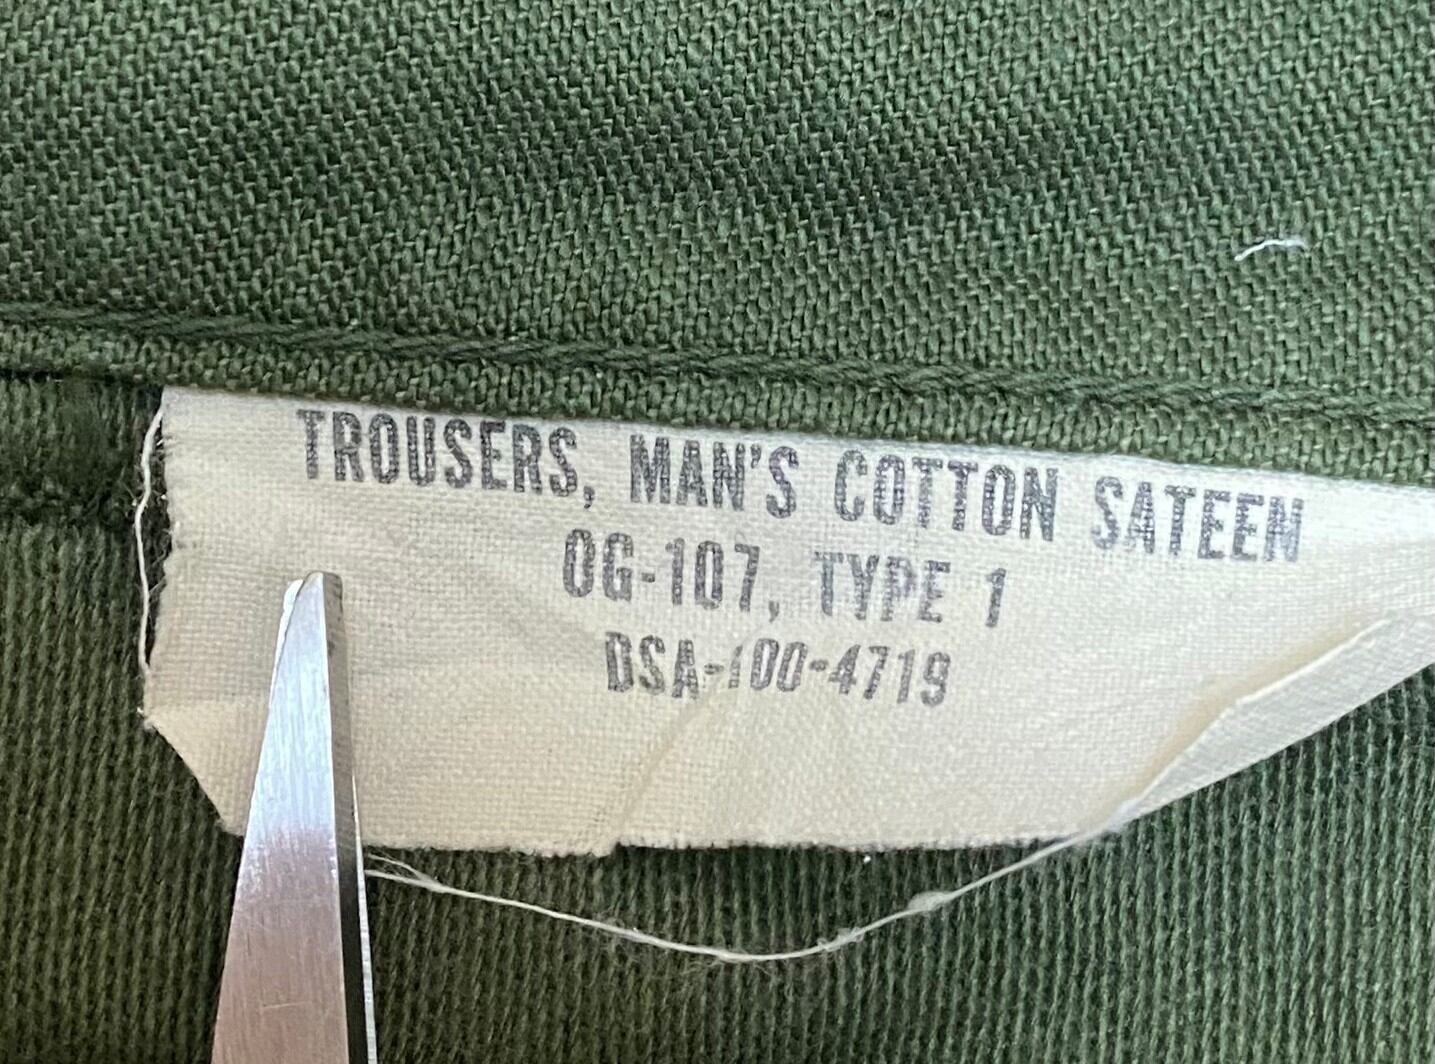 TROUSERS, MAN'S COTTON SATEEN
OG-107, TYPE 1
DSA-100-4719